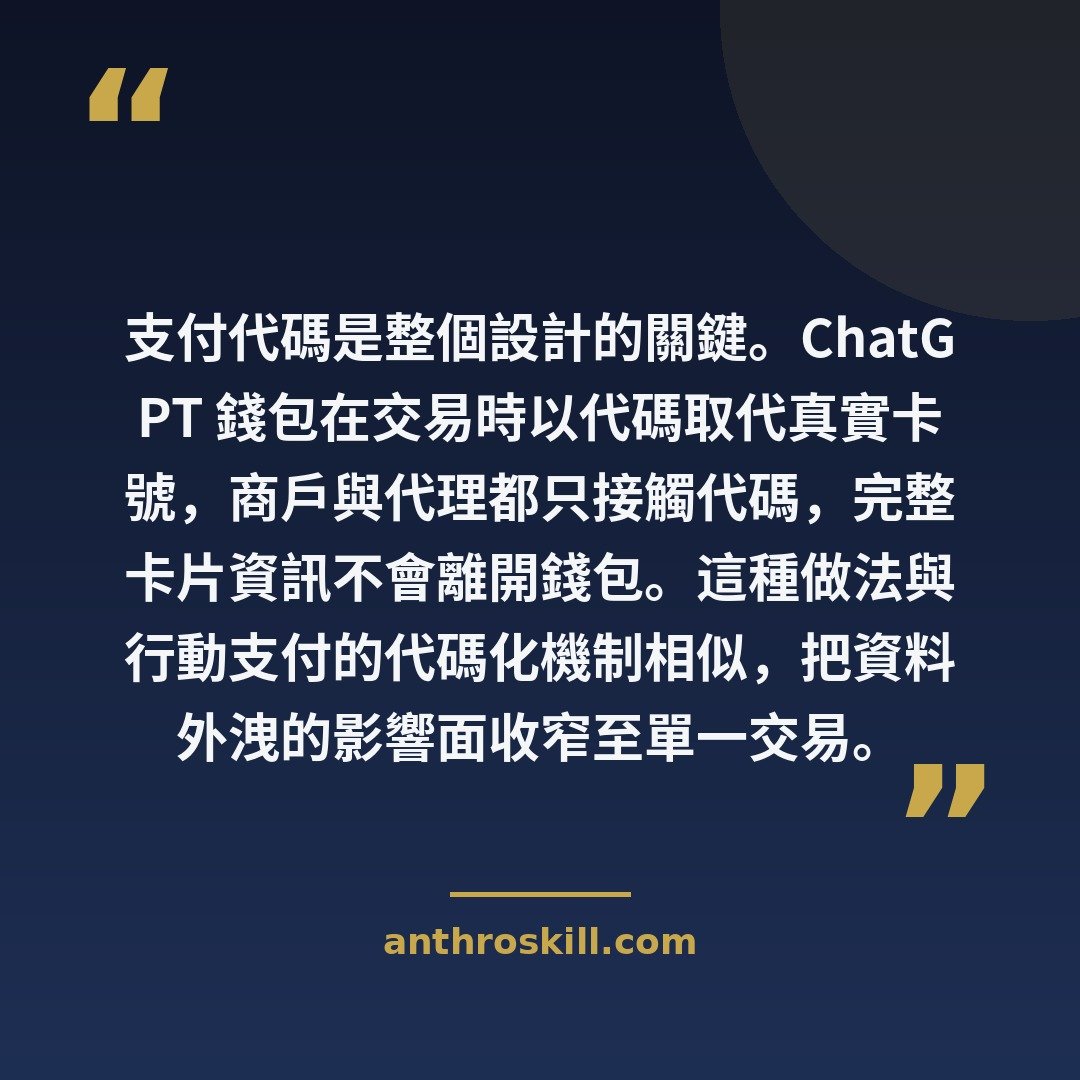 “
支付代碼是整個設計的關鍵。ChatG
PT 錢包在交易時以代碼取代真實卡
號，商戶與代理都只接觸代碼，完整
卡片資訊不會離開錢包。這種做法與
行動支付的代碼化機制相似，把資料
外洩的影響面收窄至單一交易。
”
anthroskill.com